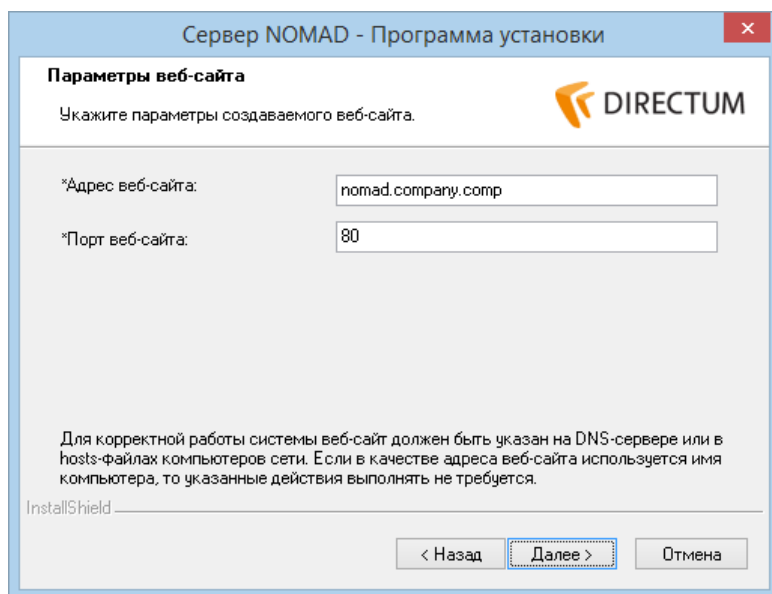 Сервер NOMAD - Программа установки
Параметры веб-сайта
Укажите параметры создаваемого веб-сайта.
DIRECTUM
*Адрес веб-сайта:
nomad.company.comp
*Порт веб-сайта:
80
Для корректной работы системы веб-сайт должен быть указан на DNS-сервере или в
hosts-файлах компьютеров сети. Если в качестве адреса веб-сайта используется имя
компьютера, то указанные действия выполнять не требуется.
InstallShield
< Назад
Далее >
Отмена